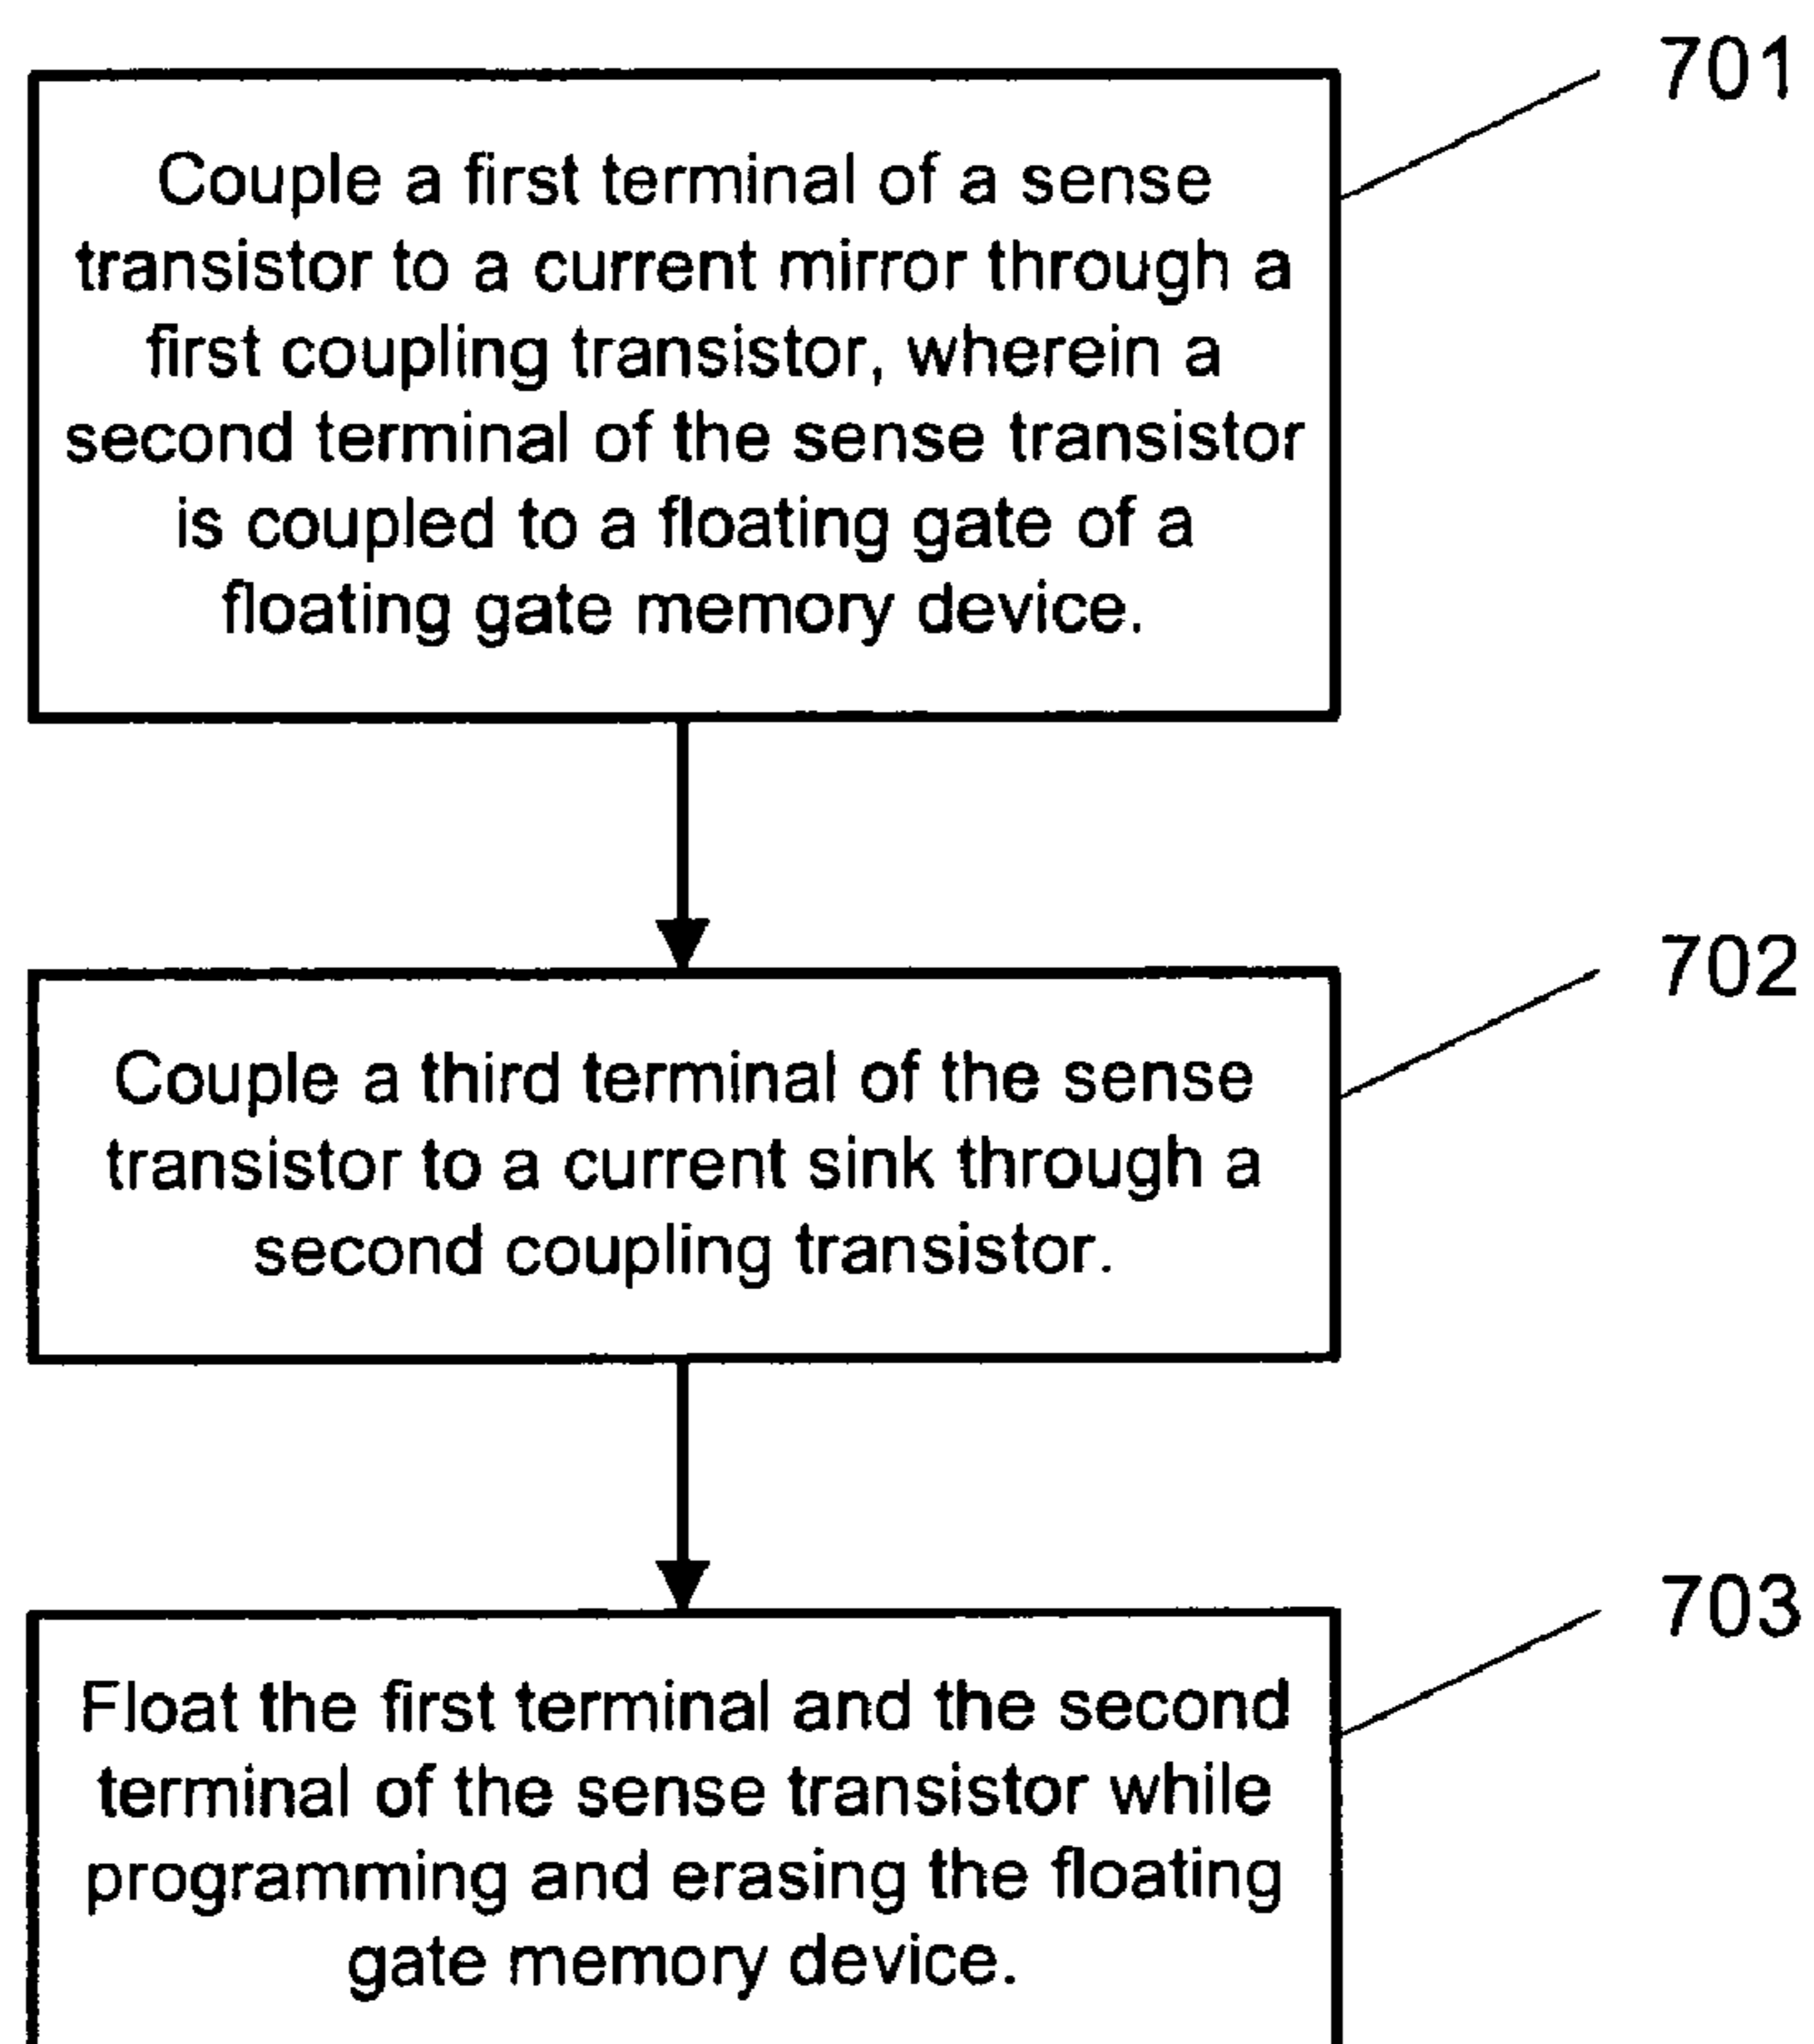 701
Couple a first terminal of a sense
transistor to a current mirror through a
first coupling transistor, wherein a
second terminal of the sense transistor
is coupled to a floating gate of a
floating gate memory device.
702
Couple a third terminal of the sense
transistor to a current sink through a
second coupling transistor.
703
Float the first terminal and the second
terminal of the sense transistor while
programming and erasing the floating
gate memory device.